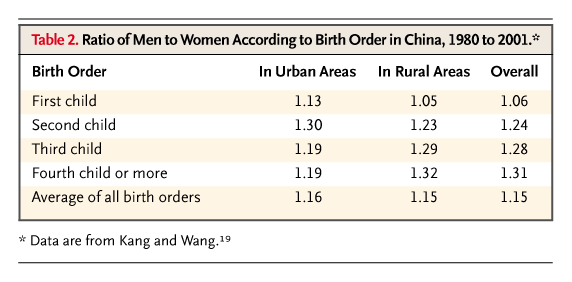 Table 2. Ratio of Men to Women According to Birth Order in China, 1980 to 2001.*
Birth Order In Urban Areas In Rural Areas Overall
First child 1.13 1.05 1.06
Second child 1.30 1.23 1.24
Third child 1.19 1.29 1.28
Fourth child or more 1.19 1.32 1.31
Average of all birth orders 1.16 1.15 1.15
* Data are from Kang and Wang.¹⁹